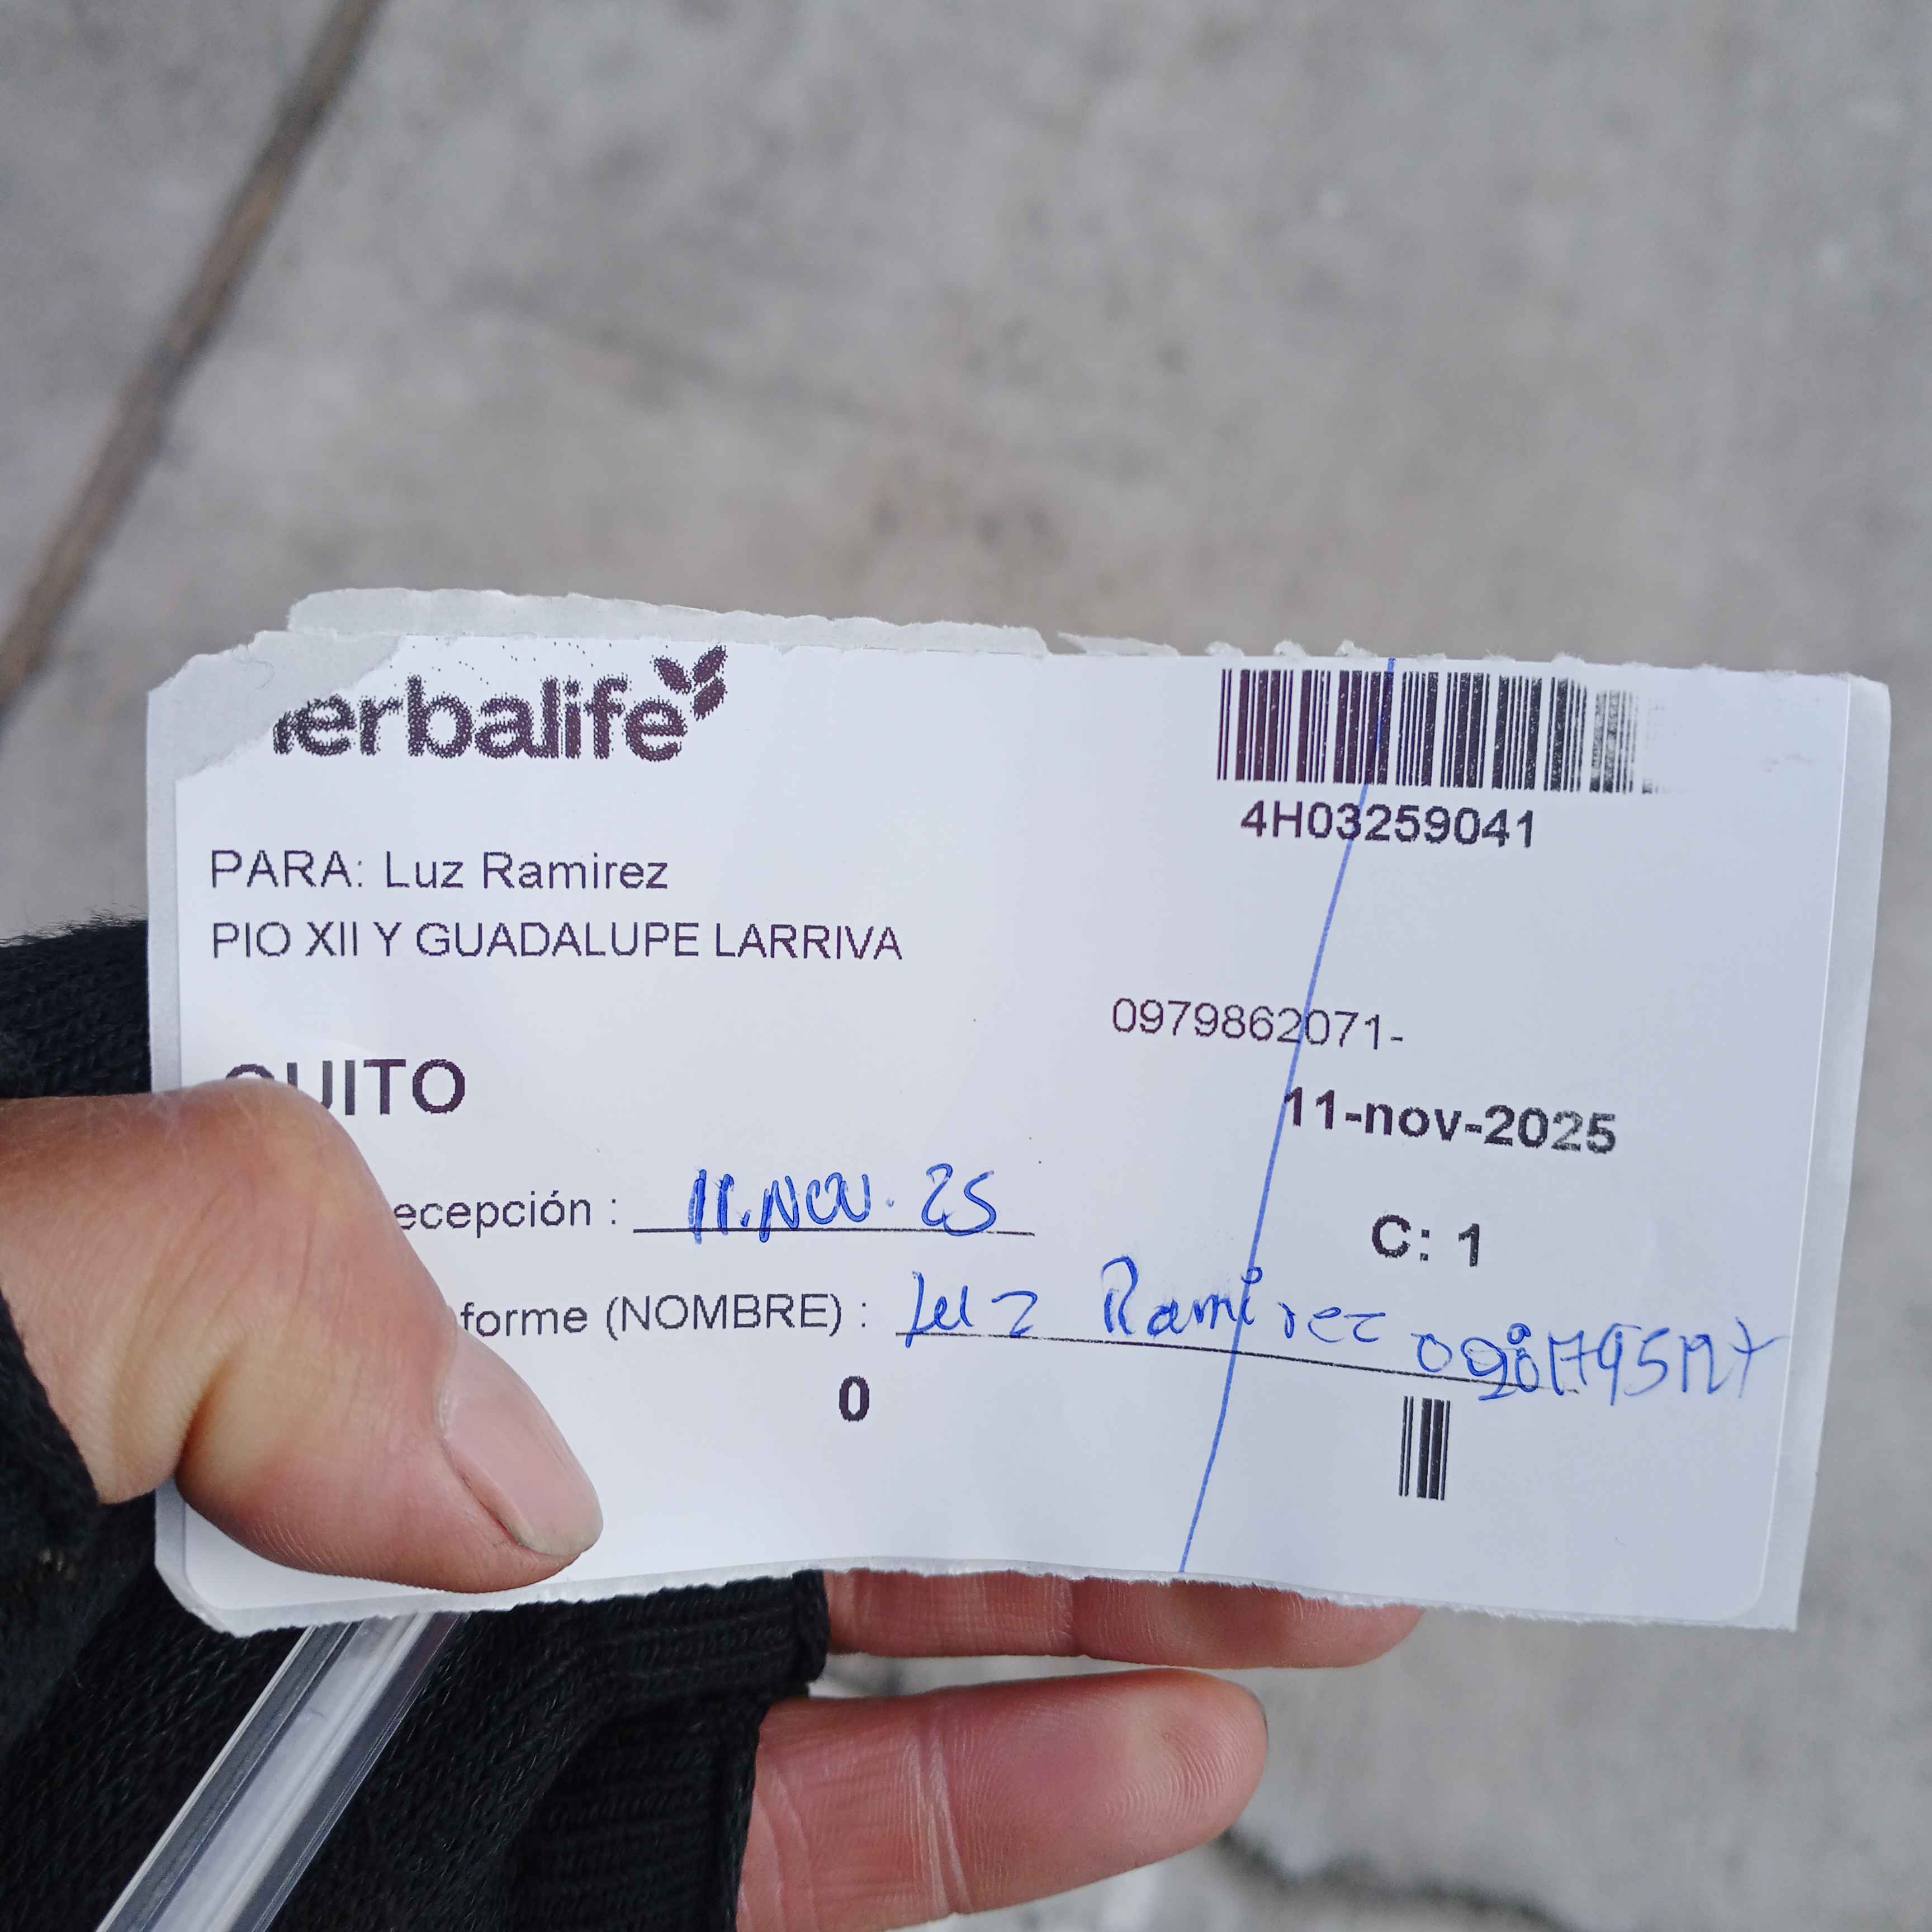 erbalife
4H03259041
PARA: Luz Ramirez
PIO XII Y GUADALUPE LARRIVA
0979862071-
QUITO
11-nov-2025
ecepción : 11.NOV.25
C: 1
forme (NOMBRE) : Luz Ramirez
0